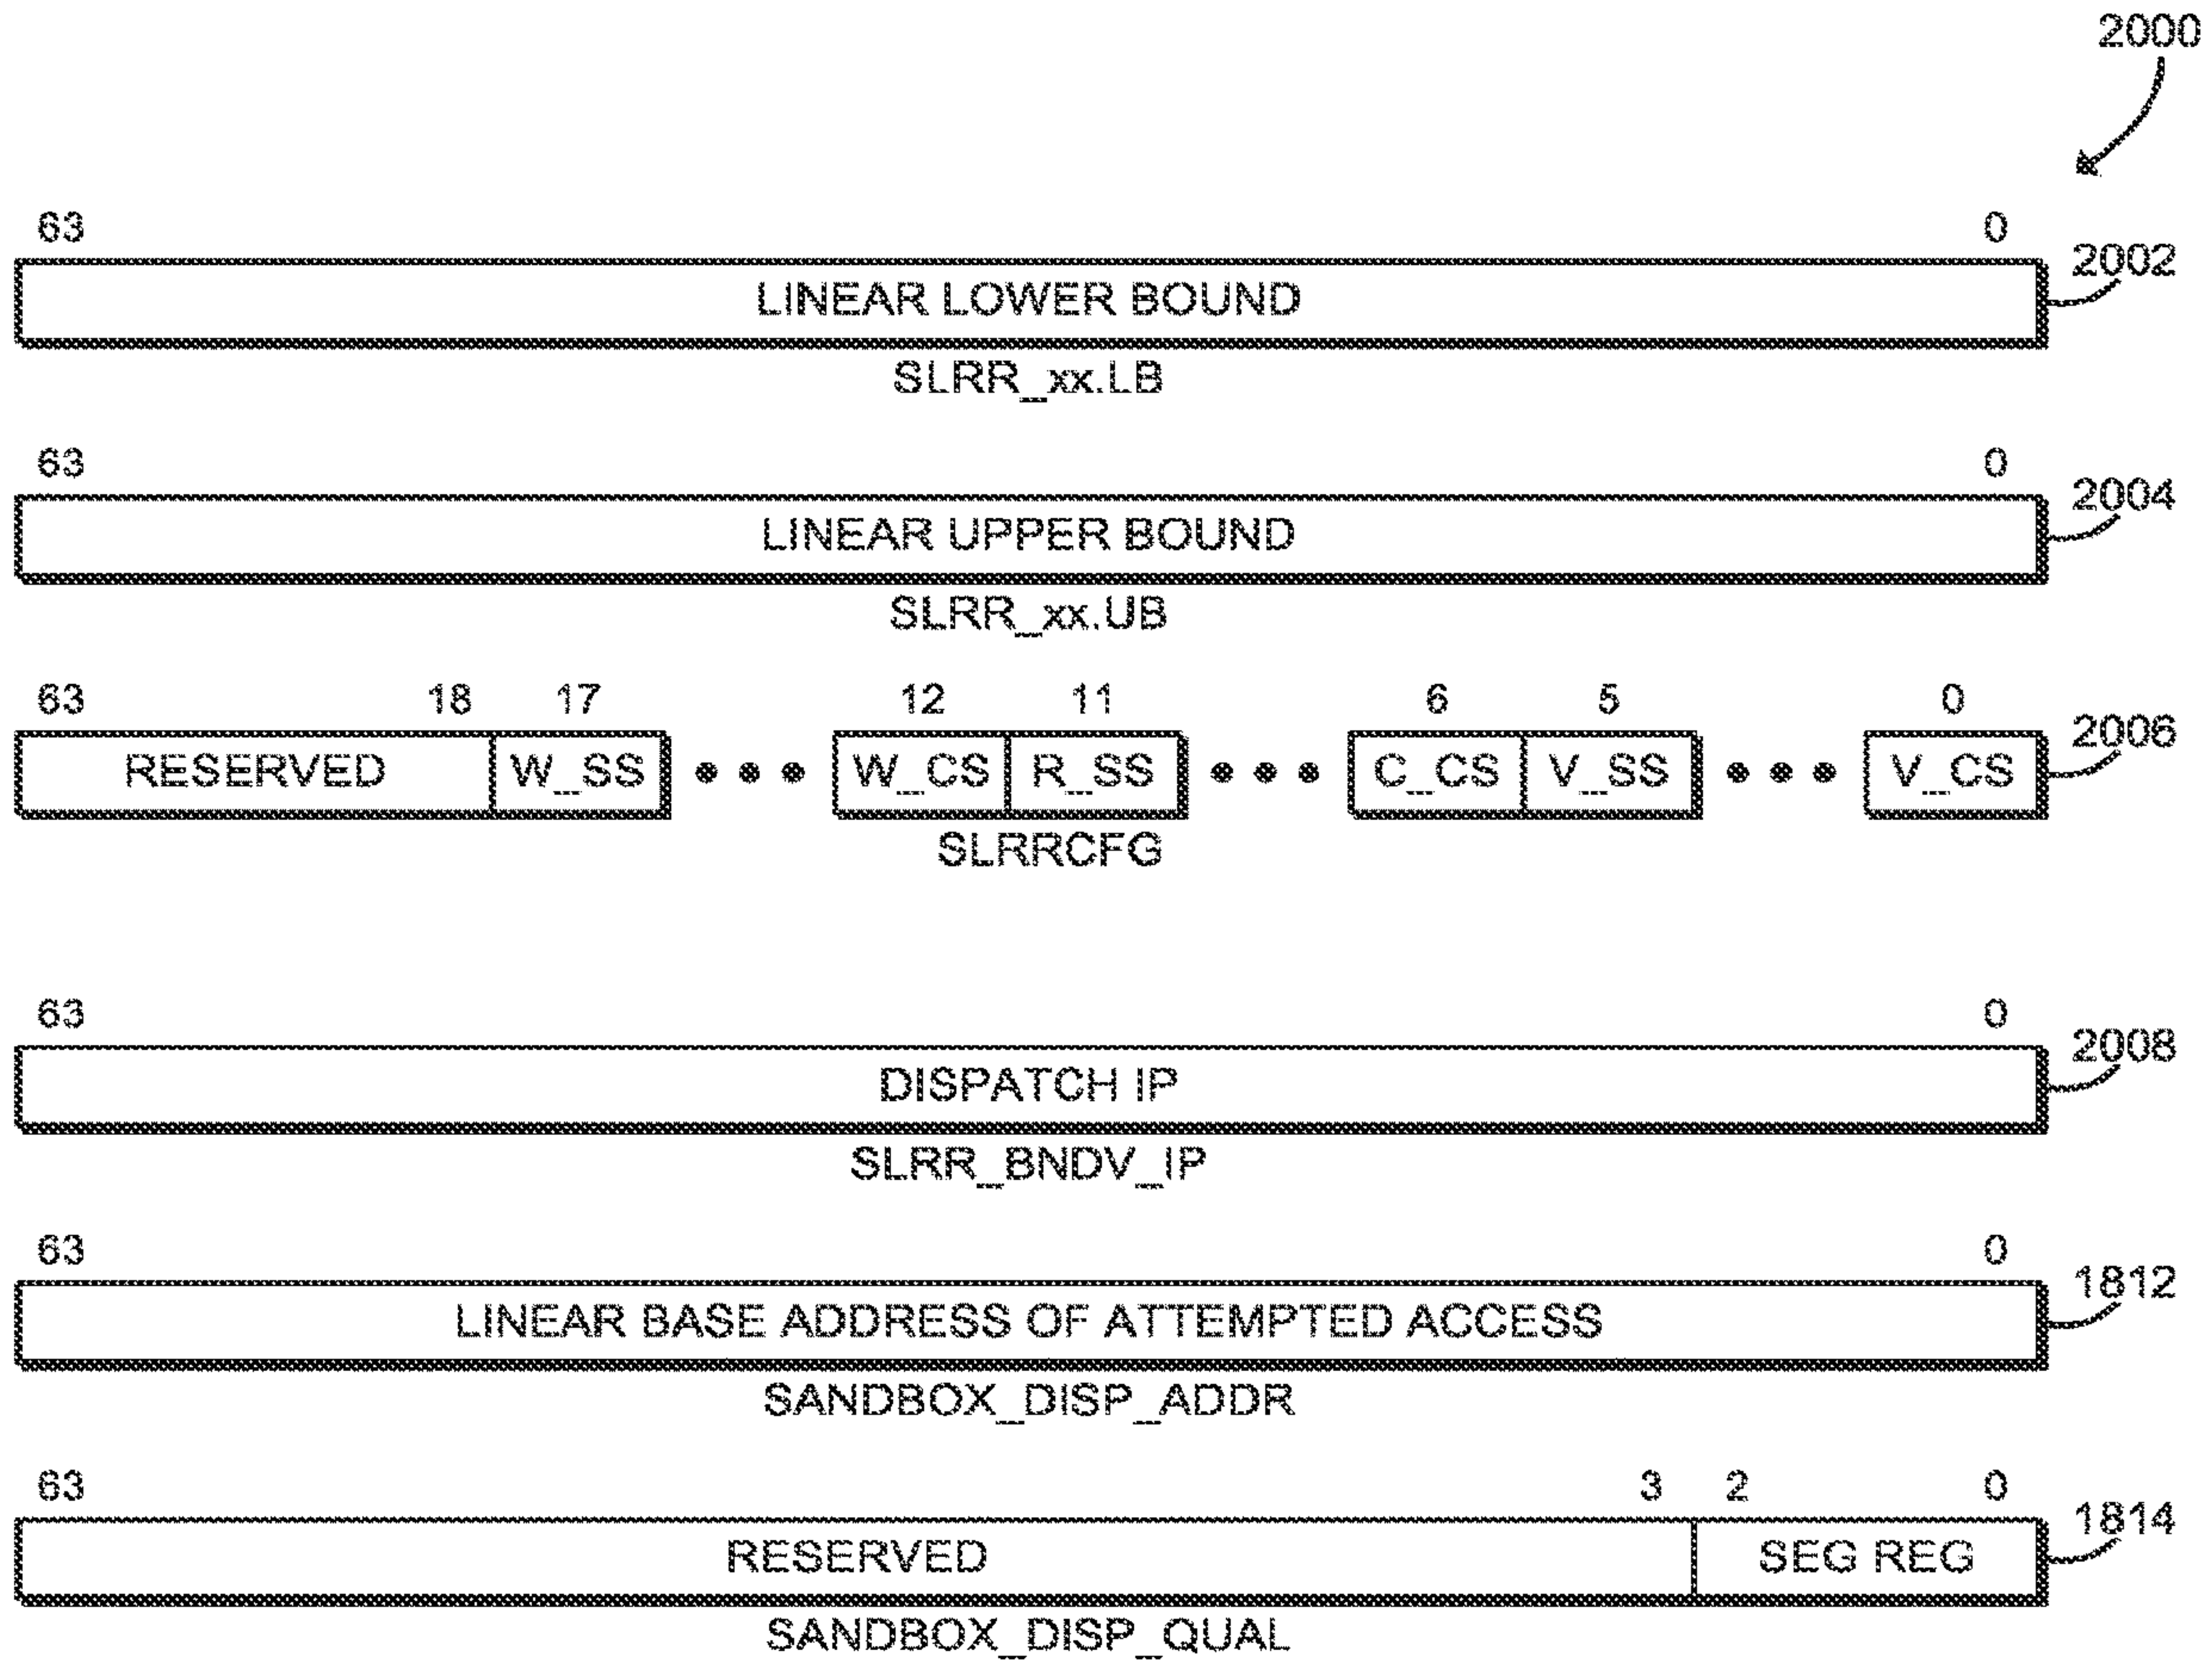 2000
63 0
2002
LINEAR LOWER BOUND
SLRR_xx.LB
63 0
2004
LINEAR UPPER BOUND
SLRR_xx.UB
63 18 17 12 11 6 5 0
2006
RESERVED W_SS W_CS R_SS C_CS V_SS V_CS
SLRRCFG
63 0
2008
DISPATCH IP
SLRR_BNDV_IP
63 0
1812
LINEAR BASE ADDRESS OF ATTEMPTED ACCESS
SANDBOX_DISP_ADDR
63 3 2 0
1814
RESERVED SEG REG
SANDBOX_DISP_QUAL